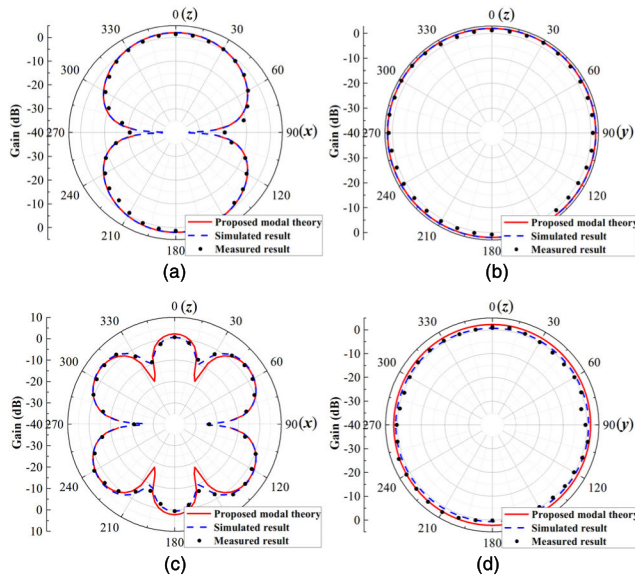 0 (z)
330
30
0
-10
300
60
-20
-30
Gain (dB)
-40
270
90(x)
-30
-20
240
120
-10
0
210
180
Proposed modal theory
Simulated result
Measured result
(a)
0 (z)
330
30
0
-10
300
60
-20
-30
Gain (dB)
-40
270
90(y)
-30
-20
240
120
-10
0
210
180
Proposed modal theory
Simulated result
Measured result
(b)
10
0 (z)
330
30
0
-10
300
60
-20
-30
Gain (dB)
-40
270
90(x)
-30
-20
240
120
-10
0
210
10
180
Proposed modal theory
Simulated result
Measured result
(c)
0 (z)
330
30
0
-10
300
60
-20
-30
Gain (dB)
-40
270
90(y)
-30
-20
240
120
-10
0
210
180
Proposed modal theory
Simulated result
Measured result
(d)